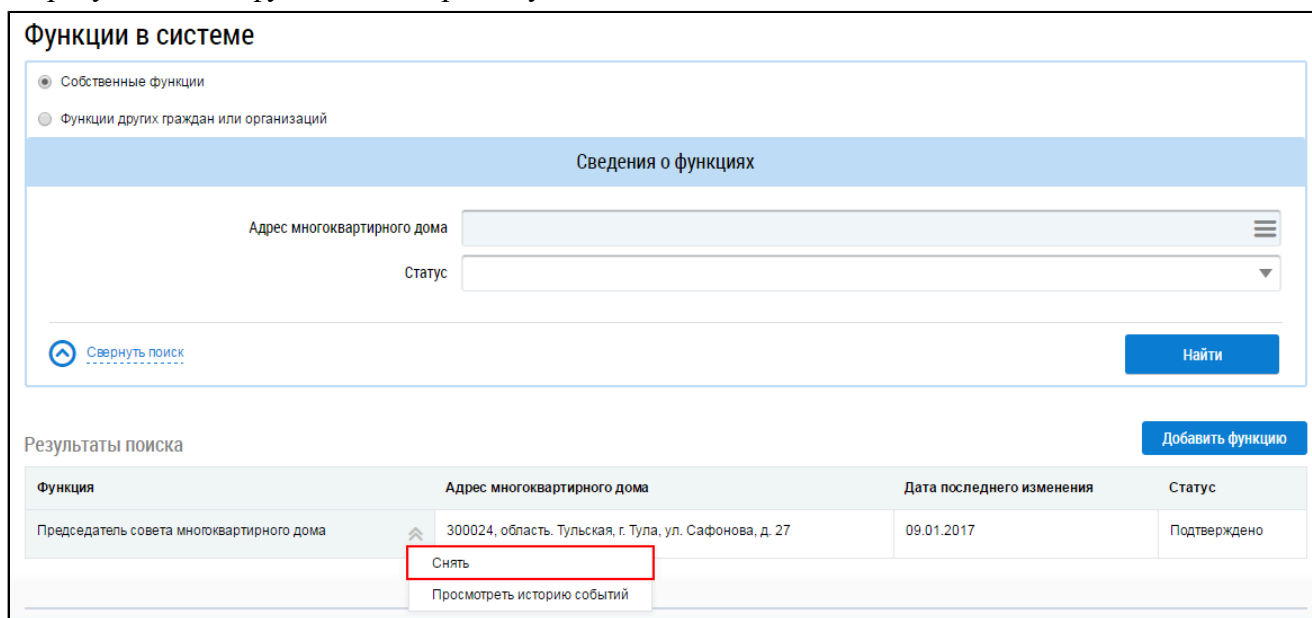 Функции в системе
Собственные функции
Функции других граждан или организаций
Сведения о функциях
Адрес многоквартирного дома
Статус
Свернуть поиск
Найти
Результаты поиска
Добавить функцию
Функция Адрес многоквартирного дома Дата последнего изменения Статус
Председатель совета многоквартирного дома 300024, область. Тульская, г. Тула, ул. Сафонова, д. 27 09.01.2017 Подтверждено
Снять
Просмотреть историю событий